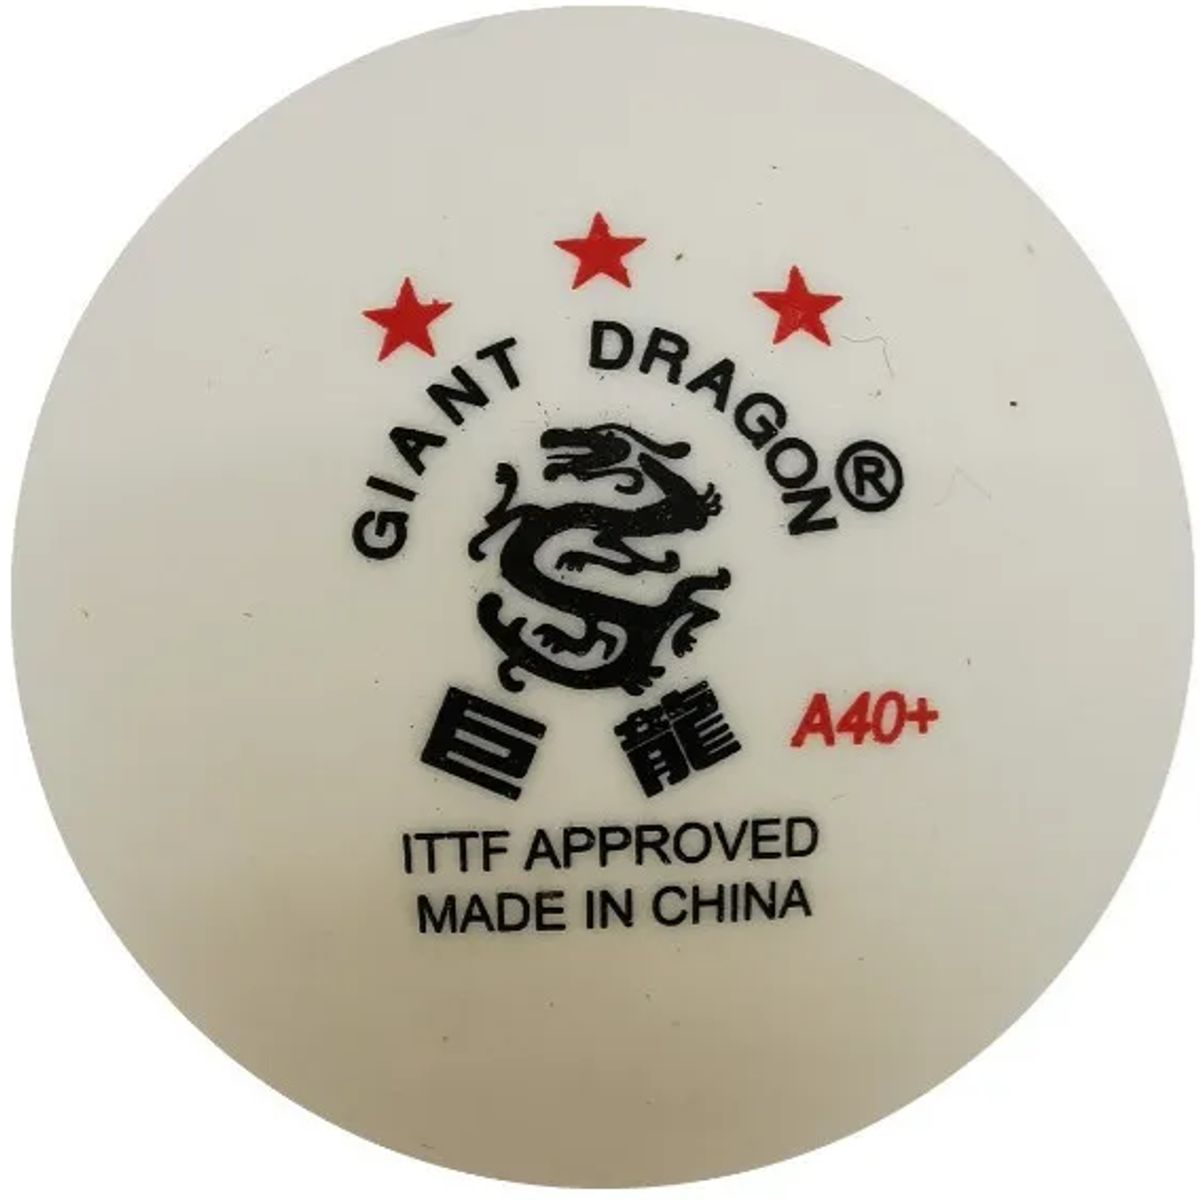 GIANT DRAGON®
巨龍
A40+
ITTF APPROVED
MADE IN CHINA